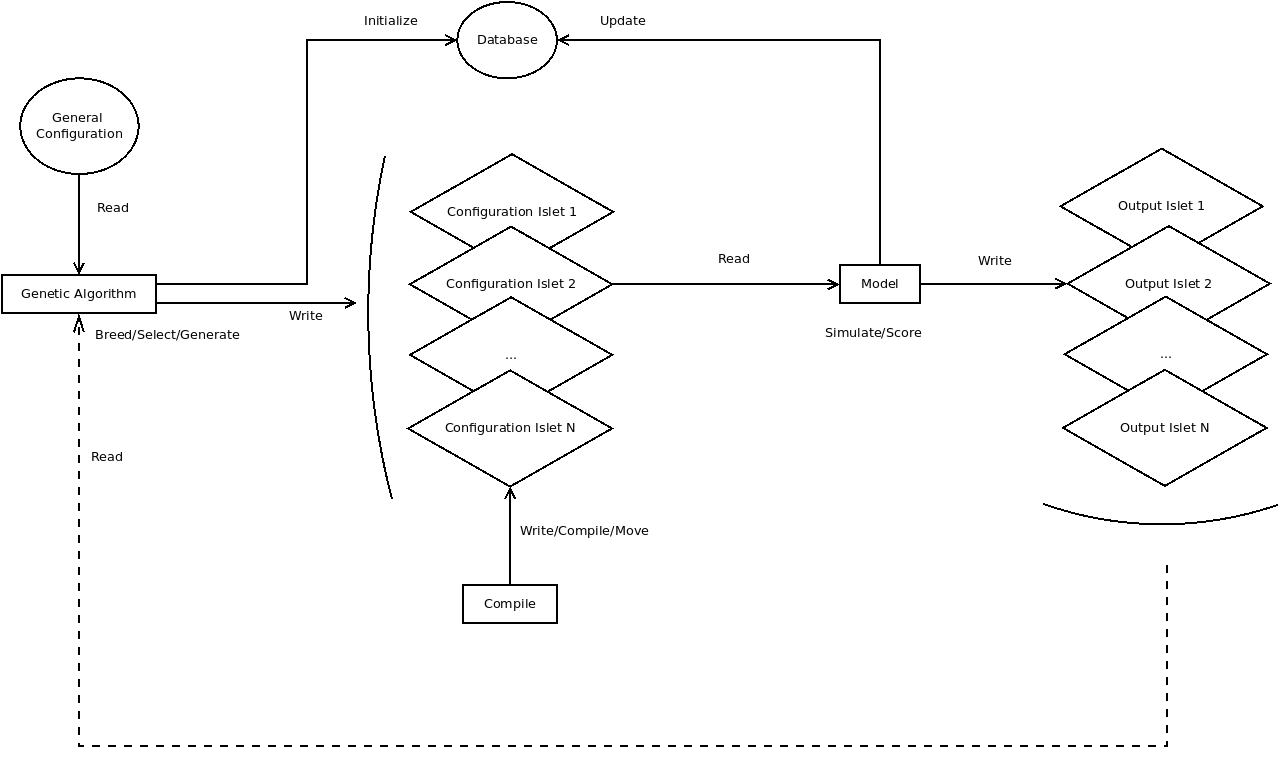 Initialize
Update
Database
General
Configuration
Read
Configuration Islet 1
Output Islet 1
Read
Write
Genetic Algorithm
Configuration Islet 2
Model
Output Islet 2
Write
Breed/Select/Generate
Simulate/Score
...
...
Configuration Islet N
Output Islet N
Read
Write/Compile/Move
Compile